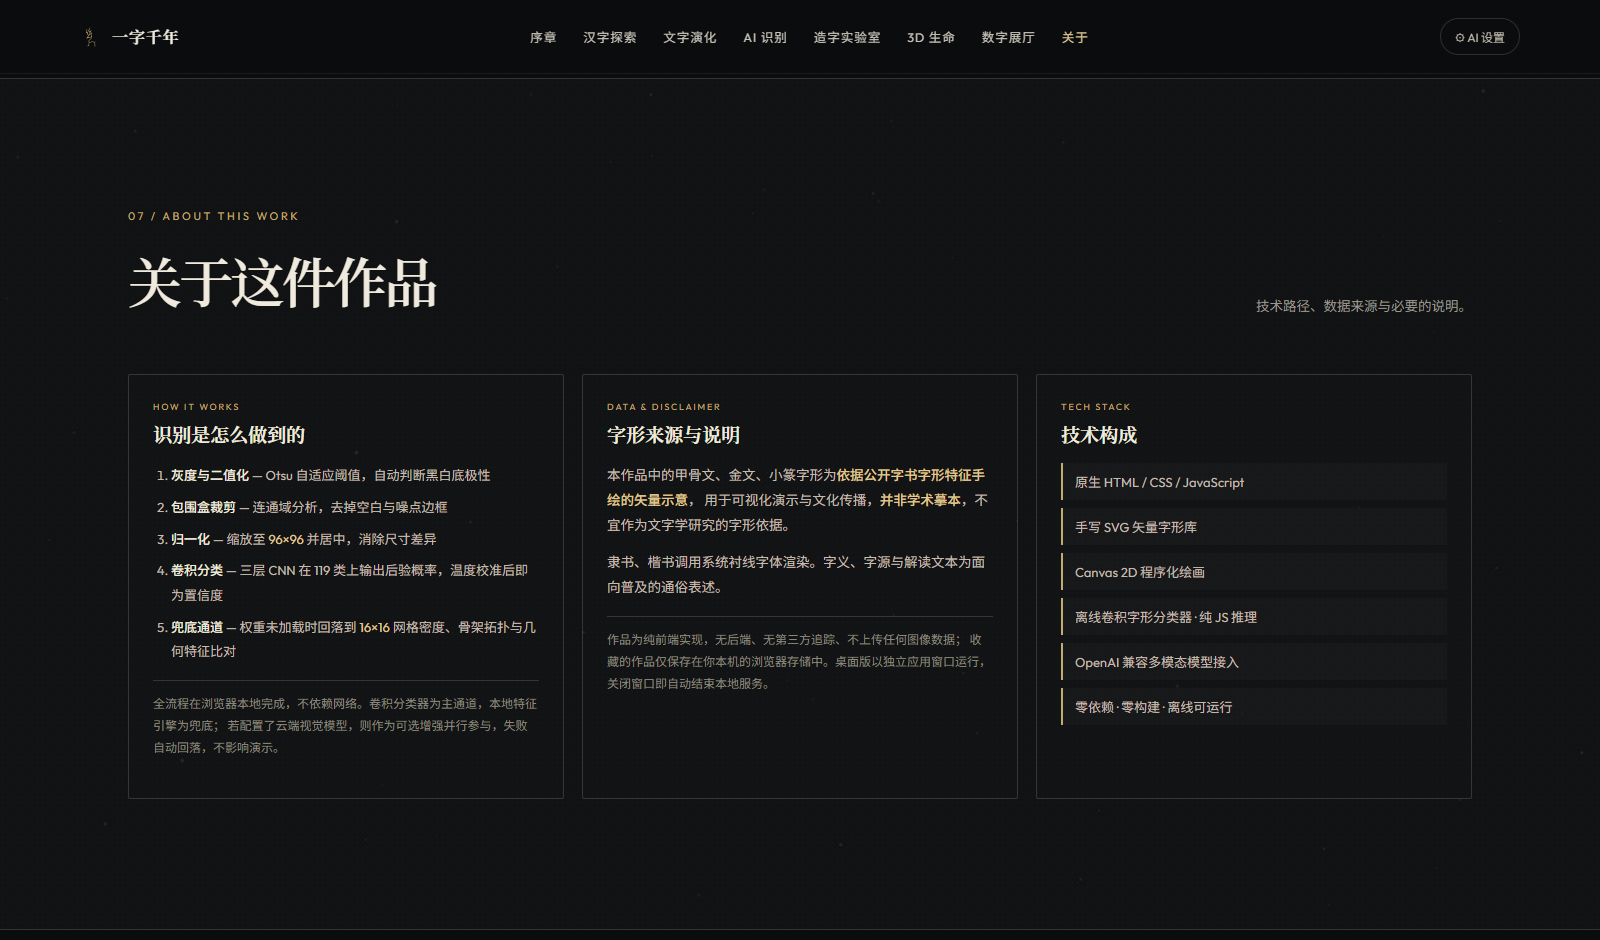 一字千年
序章 汉字探索 文字演化 AI 识别 造字实验室 3D 生命 数字展厅 关于
AI 设置
07 / ABOUT THIS WORK
关于这件作品
技术路径、数据来源与必要的说明。
HOW IT WORKS
识别是怎么做到的
1. 灰度与二值化 — Otsu 自适应阈值，自动判断黑白底极性
2. 包围盒裁剪 — 连通域分析，去掉空白与噪点边框
3. 归一化 — 缩放至 96×96 并居中，消除尺寸差异
4. 卷积分类 — 三层 CNN 在 119 类上输出后验概率，温度校准后即
为置信度
5. 兜底通道 — 权重未加载时回落到 16×16 网格密度、骨架拓扑与几
何特征比对
全流程在浏览器本地完成，不依赖网络。卷积分类器为主通道，本地特征
引擎为兜底； 若配置了云端视觉模型，则作为可选增强并行参与，失败
自动回落，不影响演示。
DATA & DISCLAIMER
字形来源与说明
本作品中的甲骨文、金文、小篆字形为依据公开字书字形特征手
绘的矢量示意， 用于可视化演示与文化传播，并非学术摹本，不
宜作为文字学研究的字形依据。
隶书、楷书调用系统衬线字体渲染。字义、字源与解读文本为面
向普及的通俗表述。
作品为纯前端实现，无后端、无第三方追踪、不上传任何图像数据； 收
藏的作品仅保存在你本机的浏览器存储中。桌面版以独立应用窗口运行，
关闭窗口即自动结束本地服务。
TECH STACK
技术构成
原生 HTML / CSS / JavaScript
手写 SVG 矢量字形库
Canvas 2D 程序化绘画
离线卷积字形分类器 · 纯 JS 推理
OpenAI 兼容多模态模型接入
零依赖 · 零构建 · 离线可运行